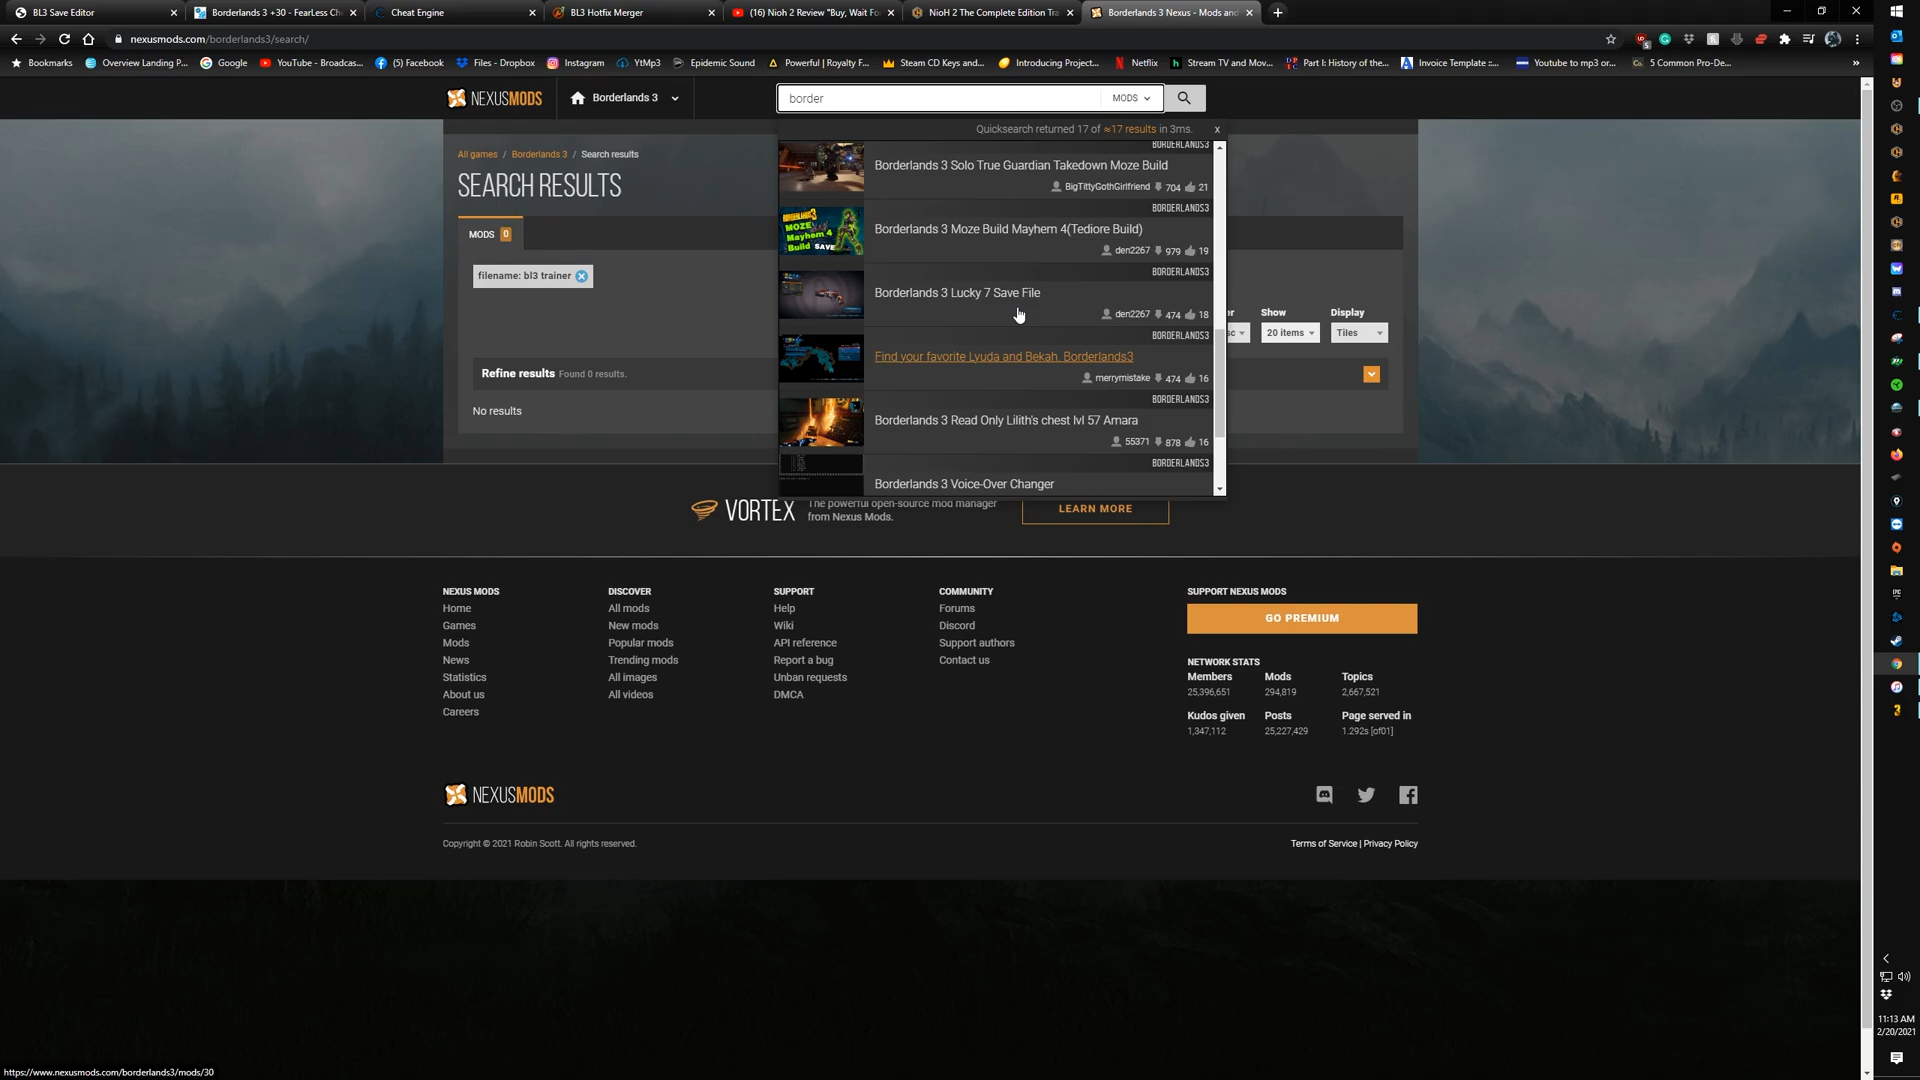 BL3 Save Editor
Borderlands 3 +30 - FearLess Ch
Cheat Engine
BL3 Hotfix Merger
(16) Nioh 2 Review "Buy, Wait Fo
NioH 2 The Complete Edition Tra
Borderlands 3 Nexus - Mods and
nexusmods.com/borderlands3/search/
Bookmarks
Overview Landing P...
Google
YouTube - Broadcas...
(5) Facebook
Files - Dropbox
Instagram
YtMp3
Epidemic Sound
Powerful | Royalty F...
Steam CD Keys and...
Introducing Project...
Netflix
Stream TV and Mov...
Part I: History of the...
Invoice Template ::...
Youtube to mp3 or...
5 Common Pro-De...
NEXUSMODS
Borderlands 3
border
MODS
Quicksearch returned 17 of ≈17 results in 3ms.
x
All games / Borderlands 3 / Search results
SEARCH RESULTS
MODS 0
filename: bl3 trainer
Show
Display
20 items
Tiles
Refine results Found 0 results.
No results
BORDERLANDS3
Borderlands 3 Solo True Guardian Takedown Moze Build
BigTittyGothGirlfriend 704 21
BORDERLANDS3
BORDERLANDS3
MOZE
Mayhem 4
Build SAVE
Borderlands 3 Moze Build Mayhem 4(Tediore Build)
den2267 979 19
BORDERLANDS3
Borderlands 3 Lucky 7 Save File
den2267 474 18
BORDERLANDS3
Find your favorite Lyuda and Bekah. Borderlands3
merrymistake 474 16
BORDERLANDS3
Borderlands 3 Read Only Lilith's chest lvl 57 Amara
55371 878 16
BORDERLANDS3
Borderlands 3 Voice-Over Changer
VORTEX
The powerful open-source mod manager
from Nexus Mods.
LEARN MORE
NEXUS MODS
Home
Games
Mods
News
Statistics
About us
Careers
DISCOVER
All mods
New mods
Popular mods
Trending mods
All images
All videos
SUPPORT
Help
Wiki
API reference
Report a bug
Unban requests
DMCA
COMMUNITY
Forums
Discord
Support authors
Contact us
SUPPORT NEXUS MODS
GO PREMIUM
NETWORK STATS
Members
Mods
Topics
25,396,651
294,819
2,667,521
Kudos given
Posts
Page served in
1,347,112
25,227,429
1.292s [of01]
NEXUSMODS
Copyright © 2021 Robin Scott. All rights reserved.
Terms of Service | Privacy Policy
11:13 AM
2/20/2021
https://www.nexusmods.com/borderlands3/mods/30